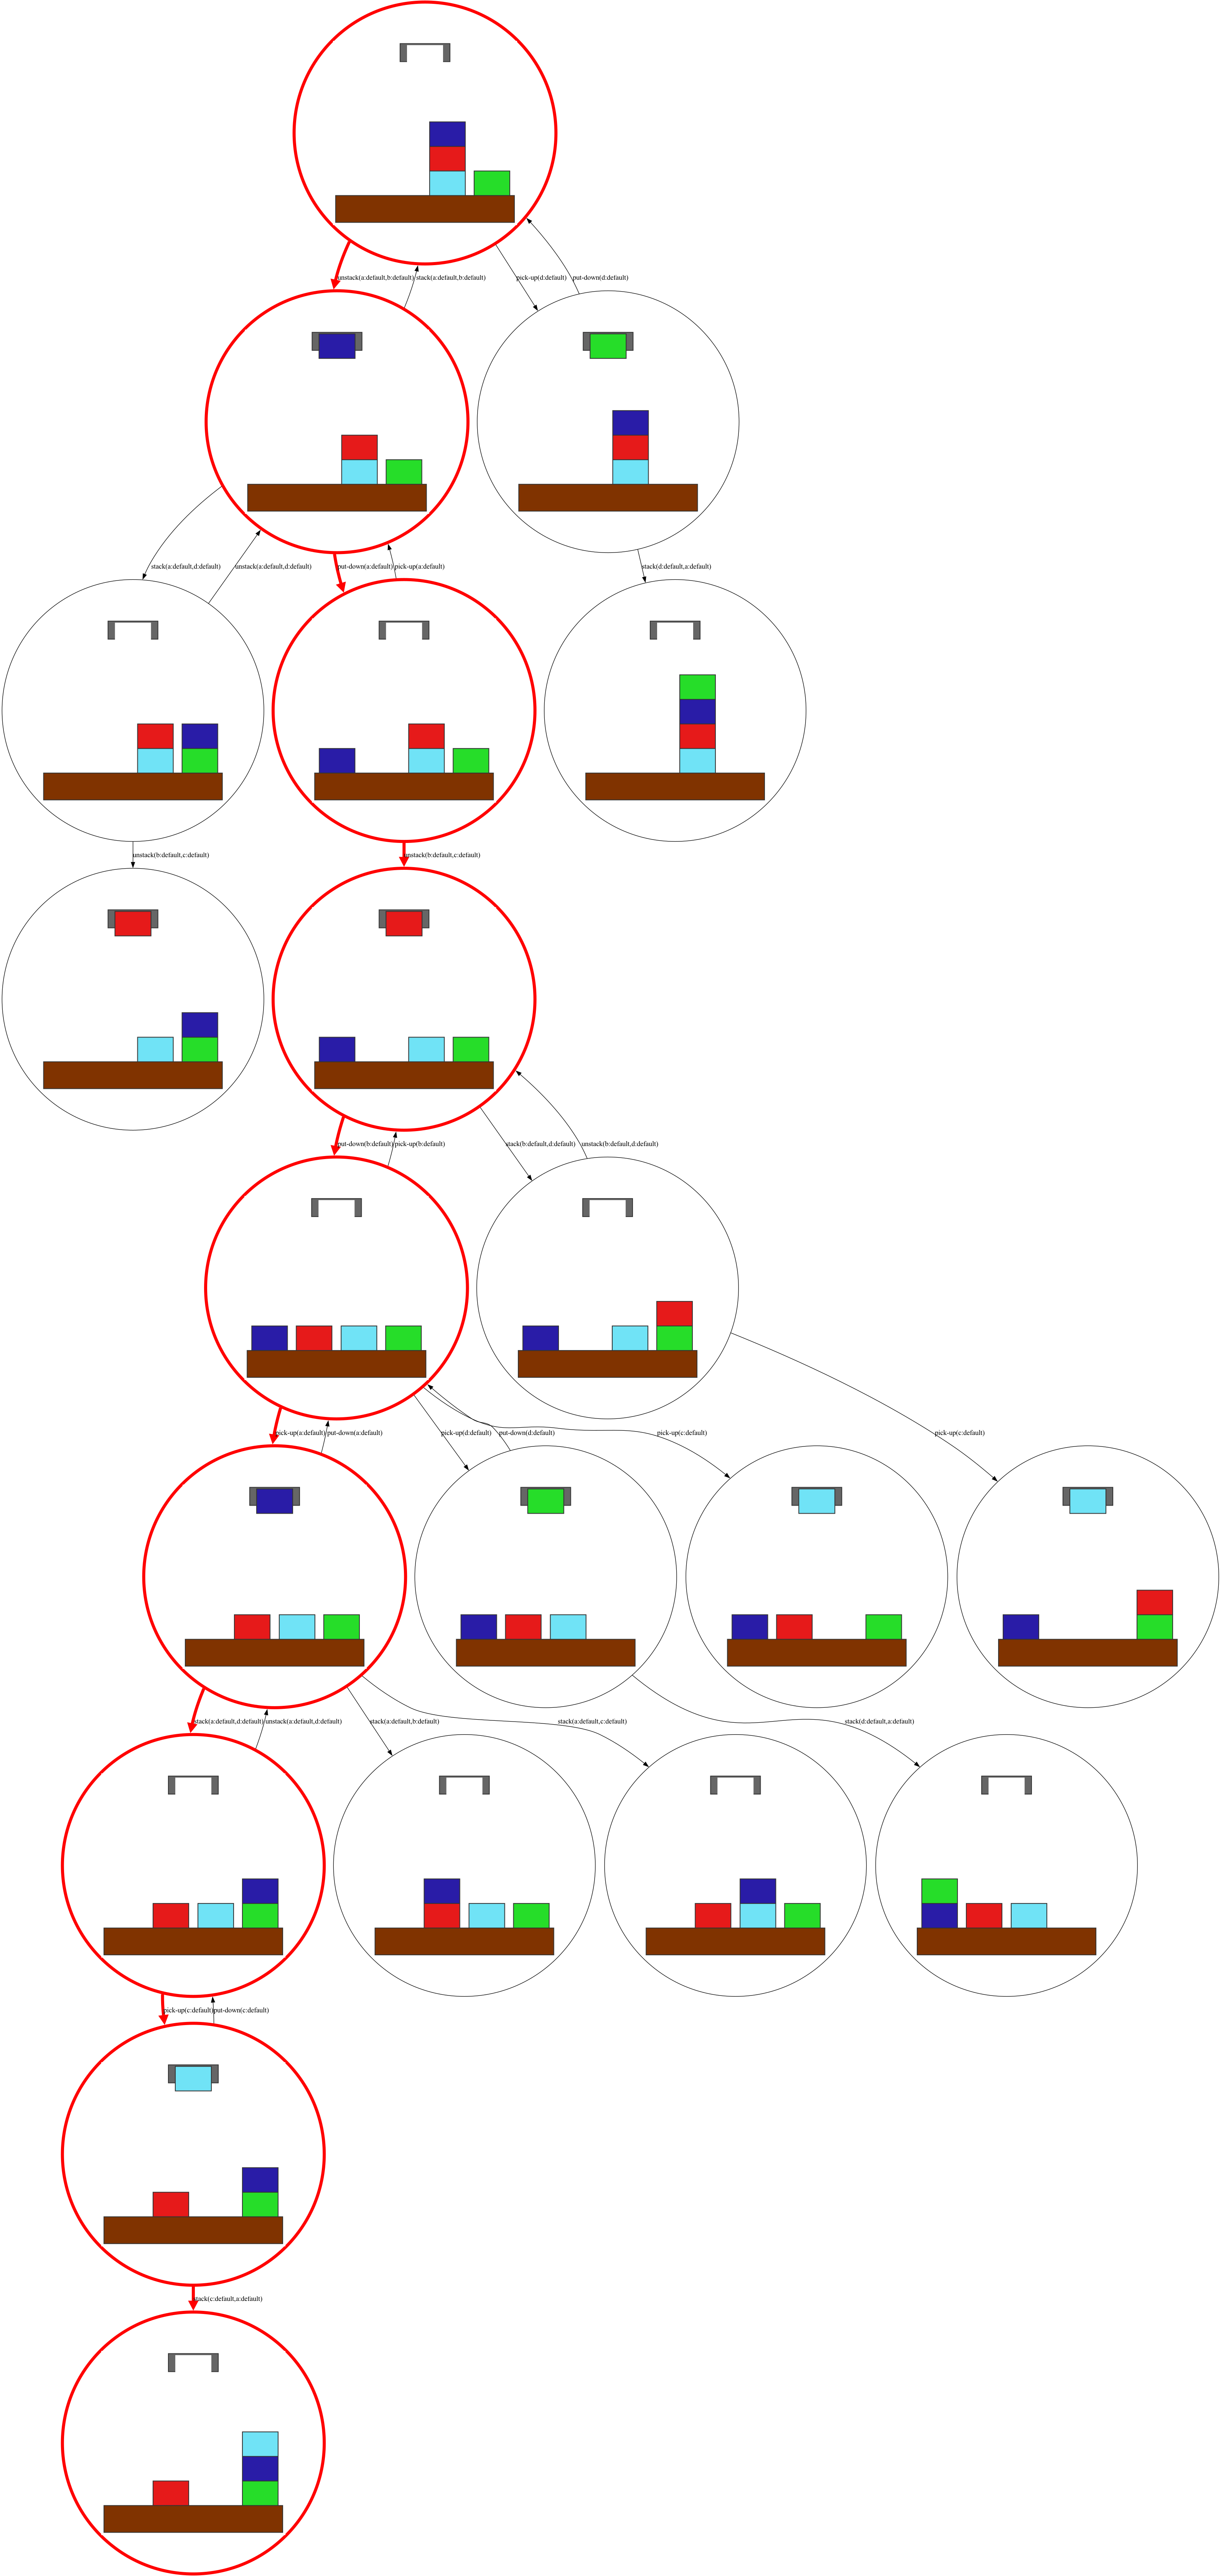 unstack(a:default,b:default)
stack(a:default,b:default)
pick-up(d:default)
put-down(d:default)
stack(a:default,d:default)
unstack(a:default,d:default)
put-down(a:default)
pick-up(a:default)
stack(d:default,a:default)
unstack(b:default,c:default)
unstack(b:default,c:default)
put-down(b:default)
pick-up(b:default)
stack(b:default,d:default)
unstack(b:default,d:default)
pick-up(a:default)
put-down(a:default)
pick-up(d:default)
put-down(d:default)
pick-up(c:default)
pick-up(c:default)
stack(a:default,d:default)
unstack(a:default,d:default)
stack(a:default,b:default)
stack(a:default,c:default)
stack(d:default,a:default)
pick-up(c:default)
put-down(c:default)
stack(c:default,a:default)